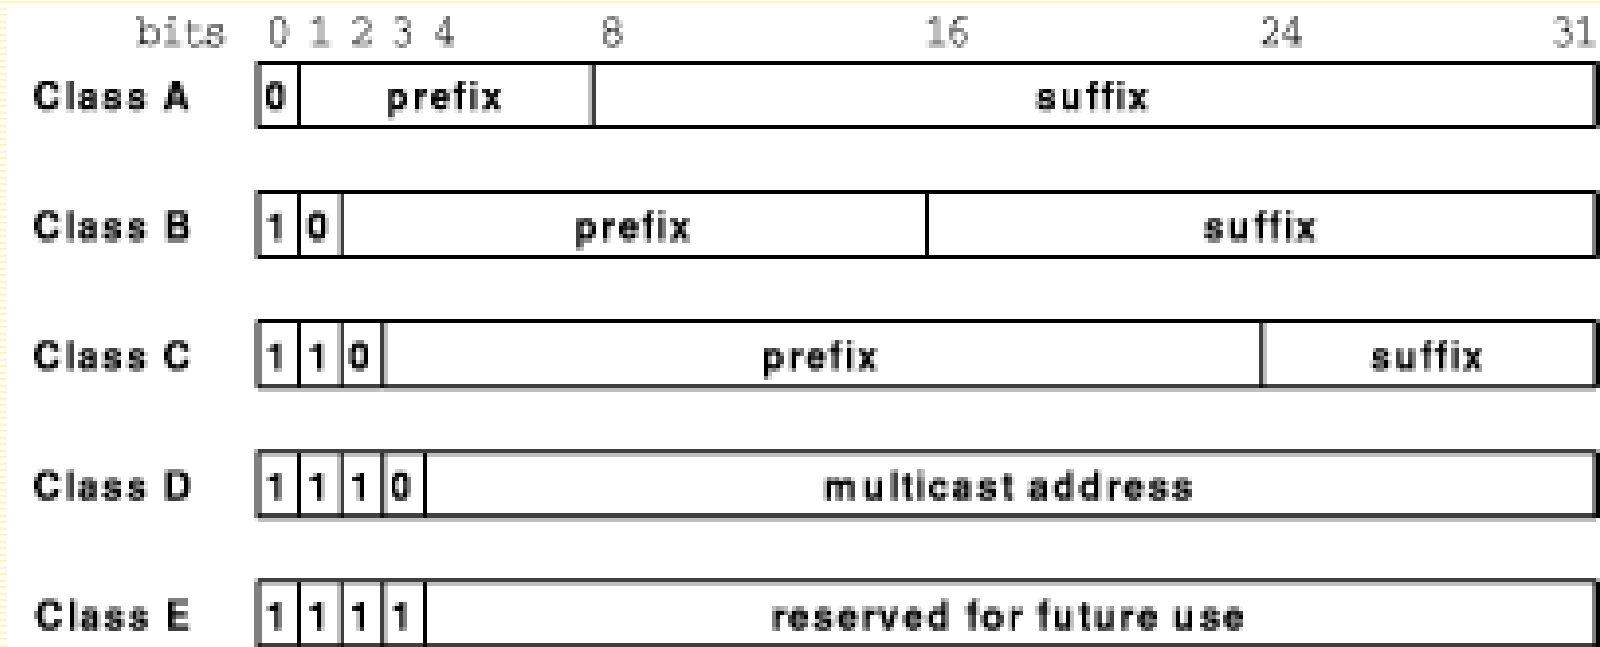 bits 0 1 2 3 4 8 16 24 31
Class A 0 prefix suffix
Class B 1 0 prefix suffix
Class C 1 1 0 prefix suffix
Class D 1 1 1 0 multicast address
Class E 1 1 1 1 reserved for future use